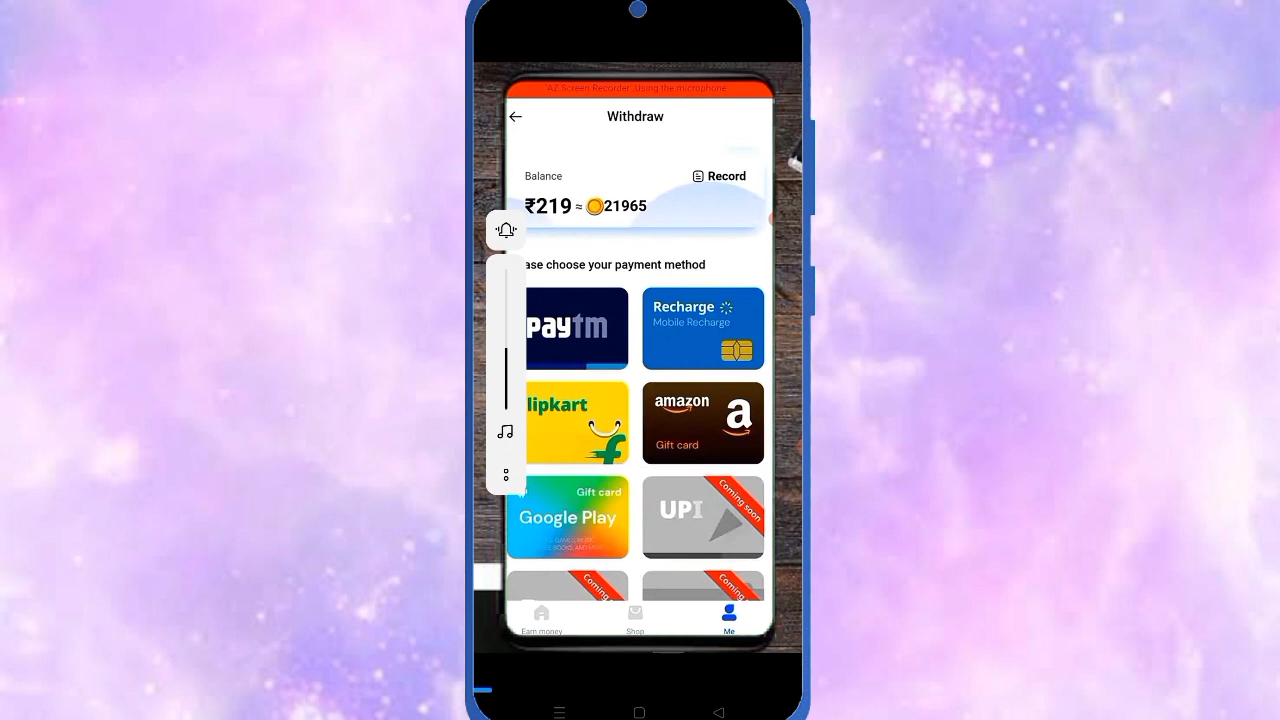 "AZ Screen Recorder" Using the microphone
Withdraw
Balance
Record
₹219 ≈ 21965
ase choose your payment method
paytm
Recharge
Mobile Recharge
lipkart
amazon
a
Gift card
Gift card
Google Play
UPI
Coming soon
Coming
Coming
Earn money
Shop
Me